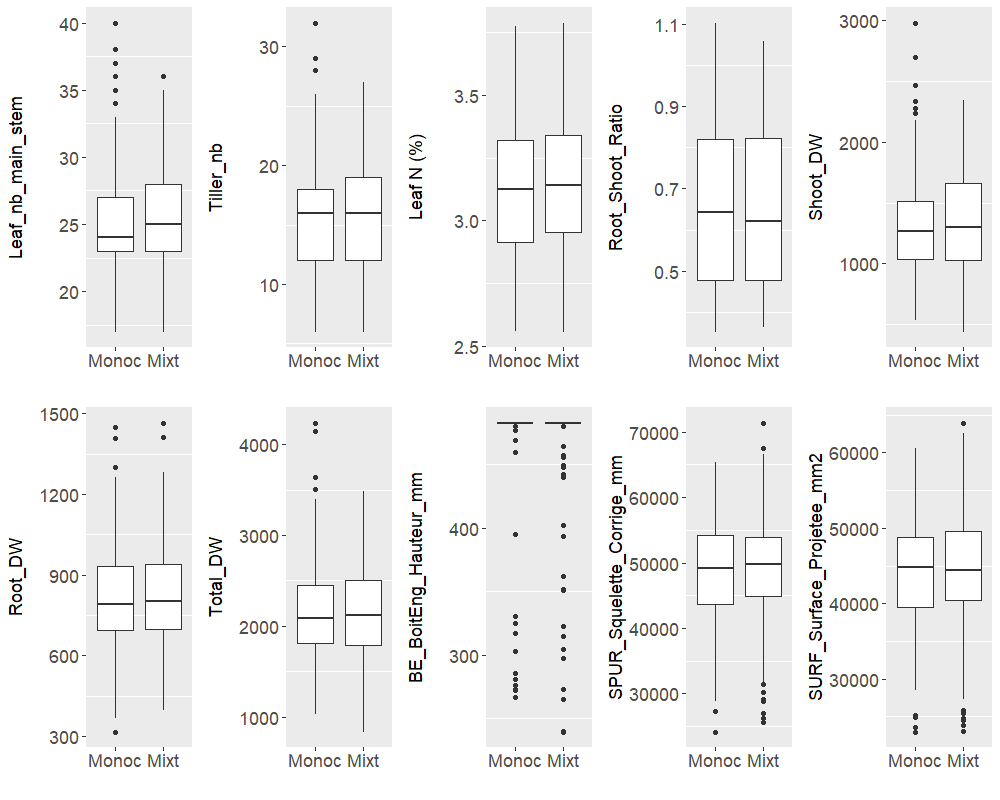 Leaf_nb_main_stem
40
35
30
25
20
Monoc Mixt
Tiller_nb
30
20
10
Monoc Mixt
Leaf N (%)
3.5
3.0
2.5
Monoc Mixt
Root_Shoot_Ratio
1.1
0.9
0.7
0.5
Monoc Mixt
Shoot_DW
3000
2000
1000
Monoc Mixt
Root_DW
1500
1200
900
600
300
Monoc Mixt
Total_DW
4000
3000
2000
1000
Monoc Mixt
BE_BoitEng_Hauteur_mm
400
300
Monoc Mixt
SPUR_Squelette_Corrige_mm
70000
60000
50000
40000
30000
Monoc Mixt
SURF_Surface_Projetee_mm2
60000
50000
40000
30000
Monoc Mixt